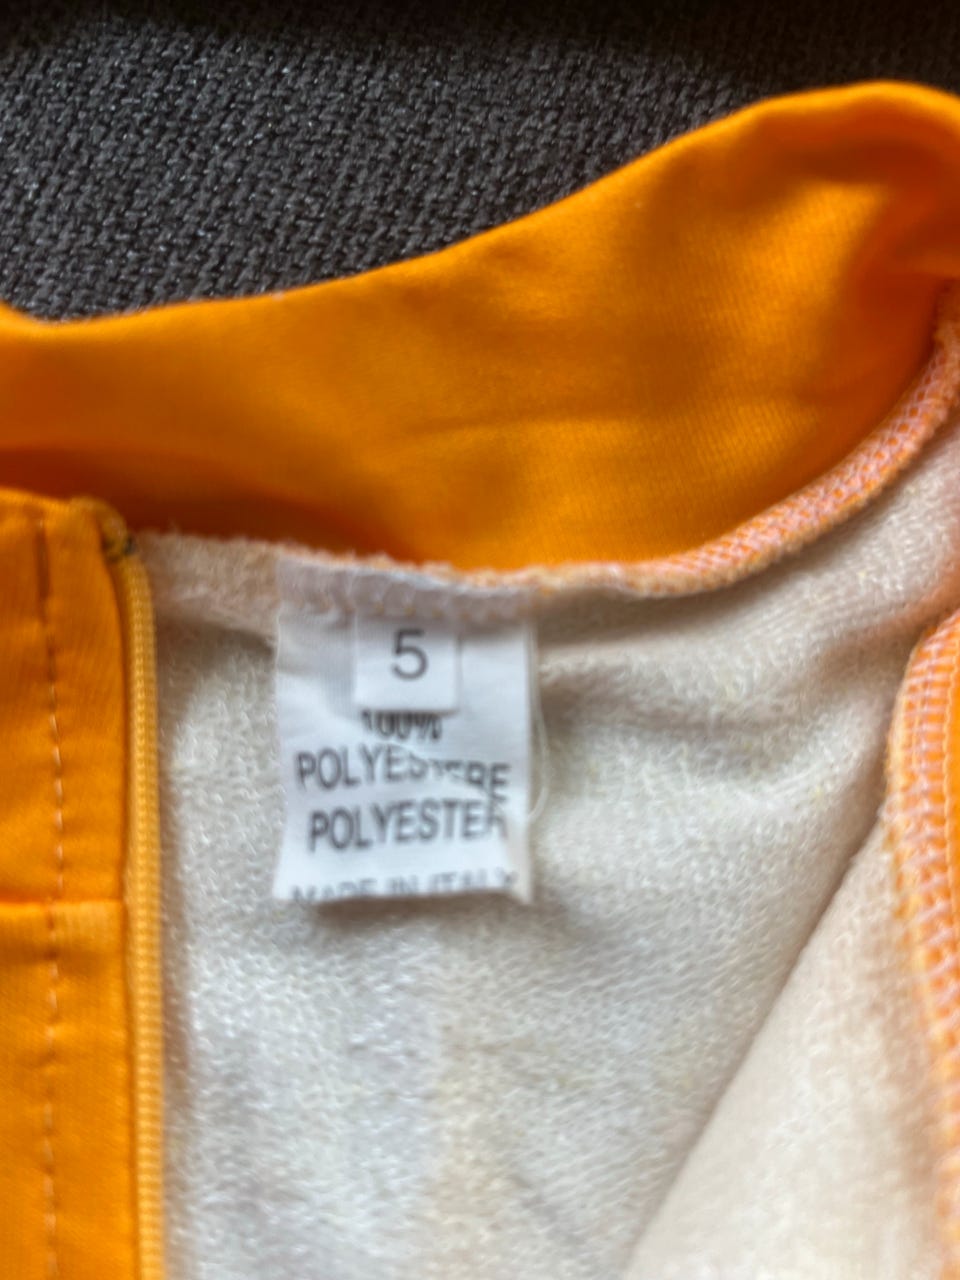 5
100%
POLYESTERE
POLYESTER
MADE IN ITALY